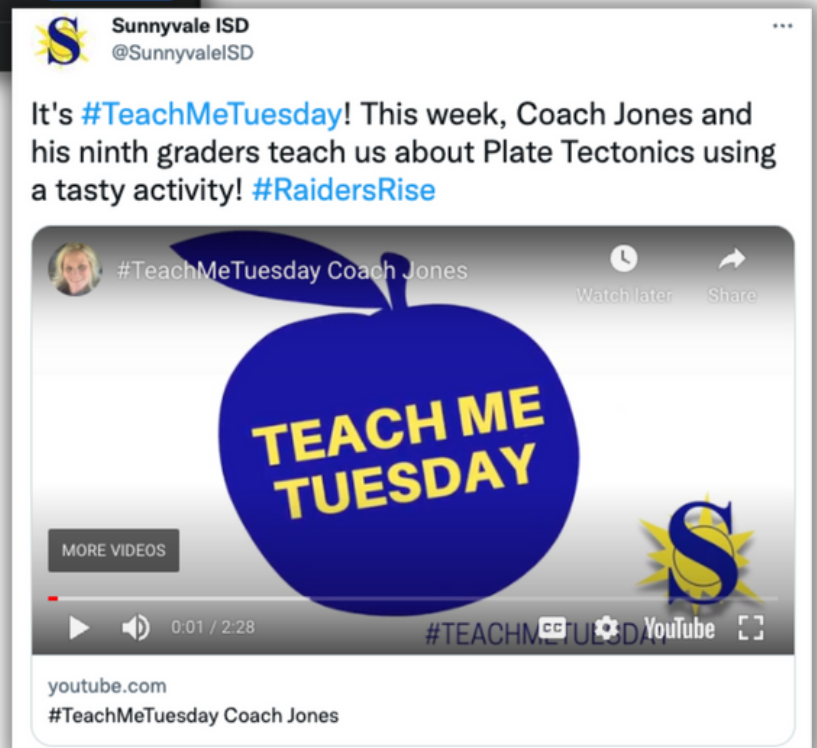 Sunnyvale ISD
@SunnyvaleISD
It's #TeachMeTuesday! This week, Coach Jones and
his ninth graders teach us about Plate Tectonics using
a tasty activity! #RaidersRise
#TeachMeTuesday Coach Jones
Watch later
Share
TEACH ME
TUESDAY
S
MORE VIDEOS
0:01 / 2:28
#TEACHMETUESDAY
CC
YouTube
youtube.com
#TeachMeTuesday Coach Jones